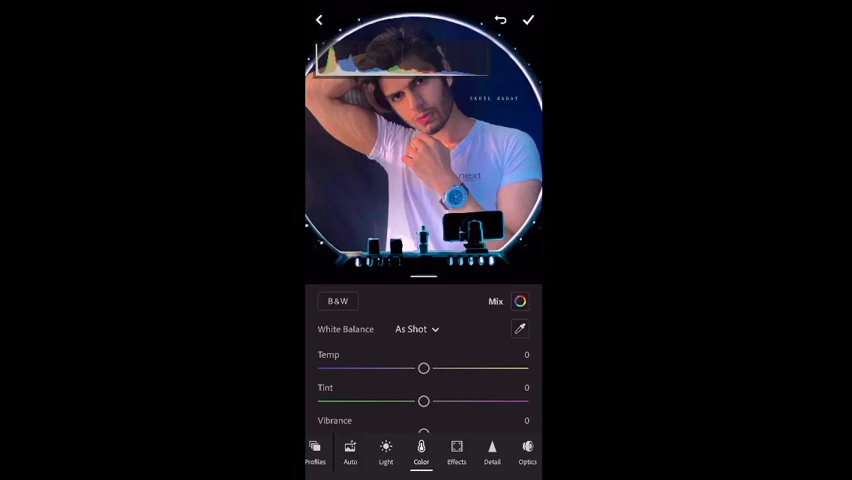 SAHIL BABAT
next
B & W
Mix
White Balance
As Shot
Temp
0
Tint
0
Vibrance
0
Profiles
Auto
Light
Color
Effects
Detail
Optics